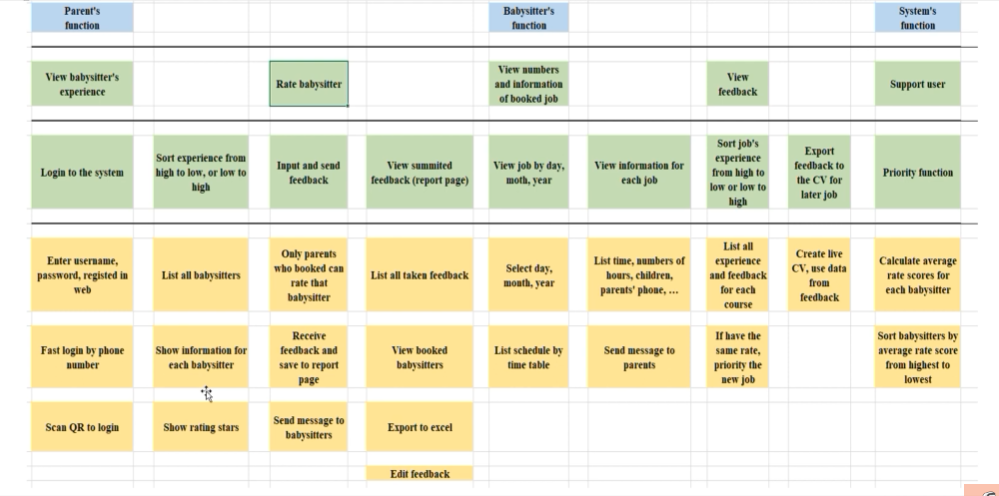 Parent's
function
Babysitter's
function
System's
function
View babysitter's
experience
Rate babysitter
View numbers
and information
of booked job
View
feedback
Support user
Login to the system
Sort experience from
high to low, or low to
high
Input and send
feedback
View summited
feedback (report page)
View job by day,
moth, year
View information for
each job
Sort job's
experience
from high to
low or low to
high
Export
feedback to
the CV for
later job
Priority function
Enter username,
password, registed in
web
List all babysitters
Only parents
who booked can
rate that
babysitter
List all taken feedback
Select day,
month, year
List time, numbers of
hours, children,
parents' phone, ...
List all
experience
and feedback
for each
course
Create live
CV, use data
from
feedback
Calculate average
rate scores for
each babysitter
Fast login by phone
number
Show information for
each babysitter
Receive
feedback and
save to report
page
View booked
babysitters
List schedule by
time table
Send message to
parents
If have the
same rate,
priority the
new job
Sort babysitters by
average rate score
from highest to
lowest
Scan QR to login
Show rating stars
Send message to
babysitters
Export to excel
Edit feedback